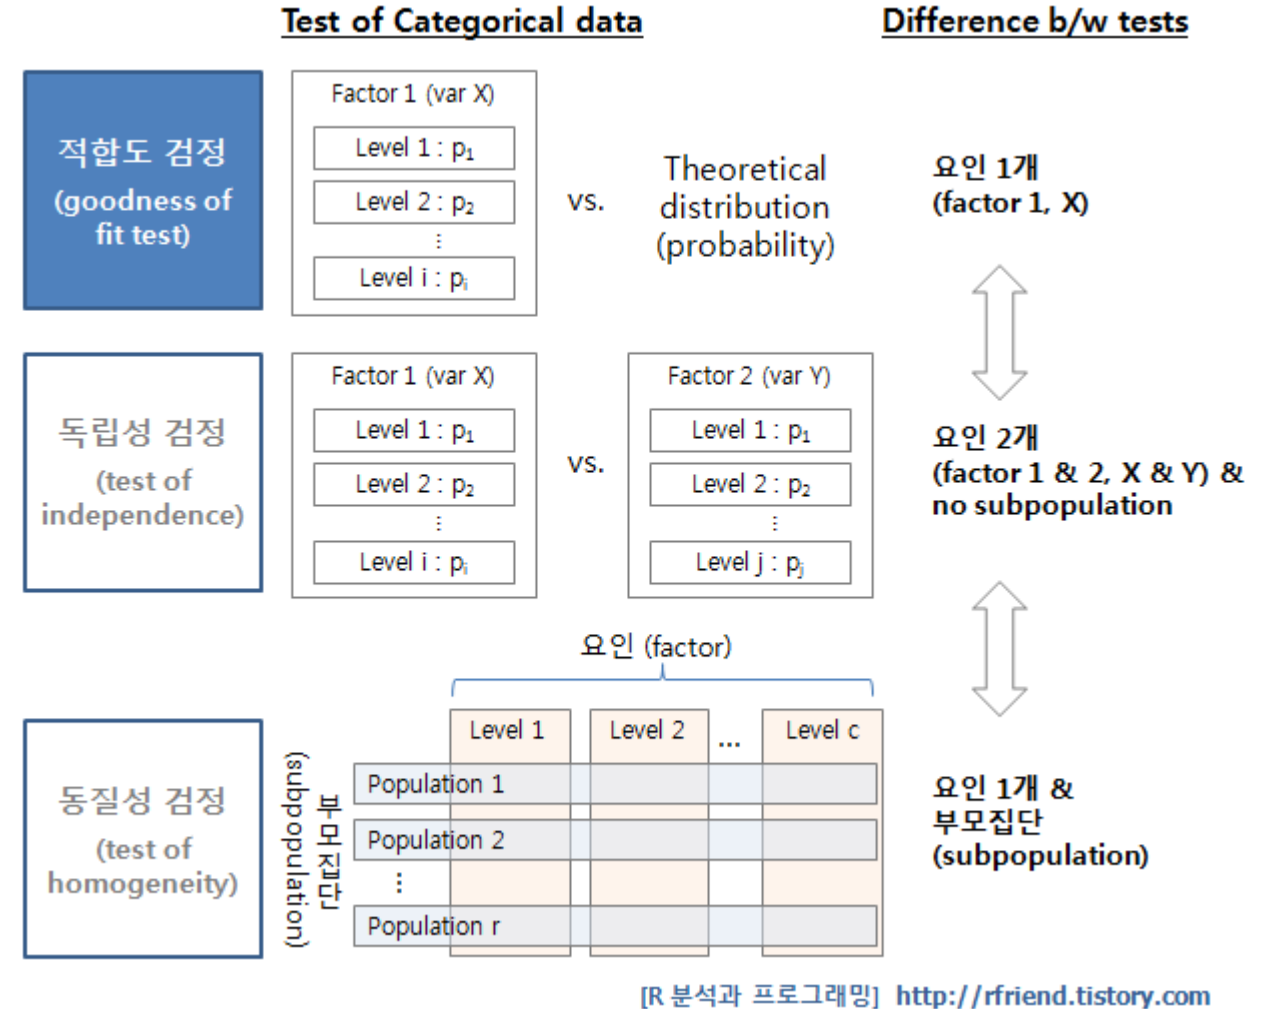 Test of Categorical data
Difference b/w tests
적합도 검정
(goodness of
fit test)
Factor 1 (var X)
Level 1 : p₁
Level 2 : p₂
⋮
Level i : pᵢ
vs.
Theoretical
distribution
(probability)
요인 1개
(factor 1, X)
독립성 검정
(test of
independence)
Factor 1 (var X)
Level 1 : p₁
Level 2 : p₂
⋮
Level i : pᵢ
vs.
Factor 2 (var Y)
Level 1 : p₁
Level 2 : p₂
⋮
Level j : pⱼ
요인 2개
(factor 1 & 2, X & Y) &
no subpopulation
동질성 검정
(test of
homogeneity)
요인 (factor)
부모집단
(subpopulation)
Level 1
Level 2
...
Level c
Population 1
Population 2
⋮
Population r
요인 1개 &
부모집단
(subpopulation)
[R 분석과 프로그래밍] http://rfriend.tistory.com